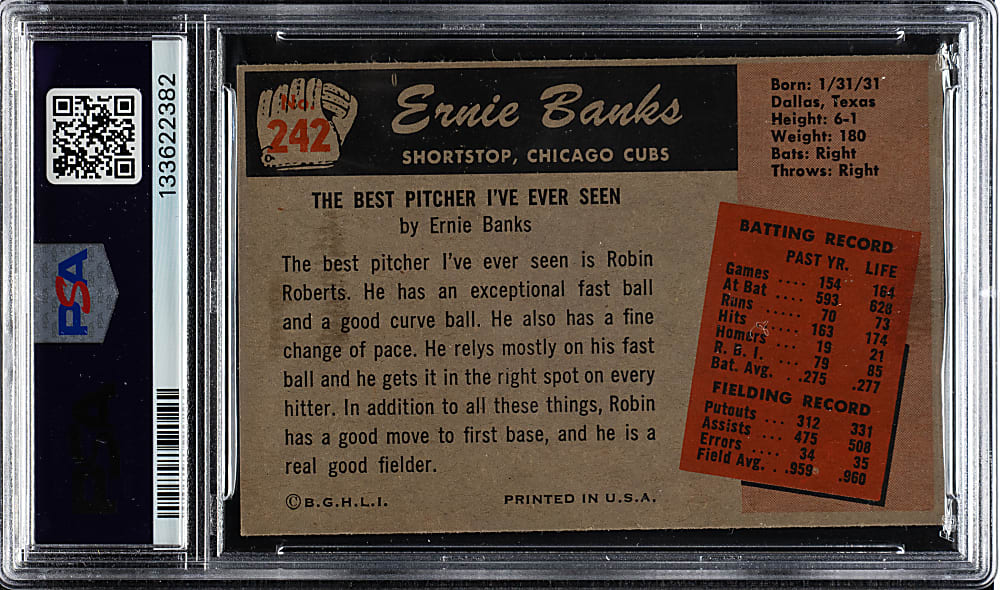 PSA
133622382
No.
242
Ernie Banks
SHORTSTOP, CHICAGO CUBS
Born: 1/31/31
Dallas, Texas
Height: 6-1
Weight: 180
Bats: Right
Throws: Right
THE BEST PITCHER I'VE EVER SEEN
by Ernie Banks
The best pitcher I've ever seen is Robin
Roberts. He has an exceptional fast ball
and a good curve ball. He also has a fine
change of pace. He relys mostly on his fast
ball and he gets it in the right spot on every
hitter. In addition to all these things, Robin
has a good move to first base, and he is a
real good fielder.
©B.G.H.L.I.
PRINTED IN U.S.A.
BATTING RECORD
PAST YR. LIFE
Games .... 154 164
At Bat .... 593 628
Runs ..... 70 73
Hits ..... 163 174
Homers .... 19 21
R. B. I. .... 79 85
Bat. Avg. . .275 .277
FIELDING RECORD
Putouts ... 312 331
Assists ... 475 508
Errors .... 34 35
Field Avg. . .959 .960